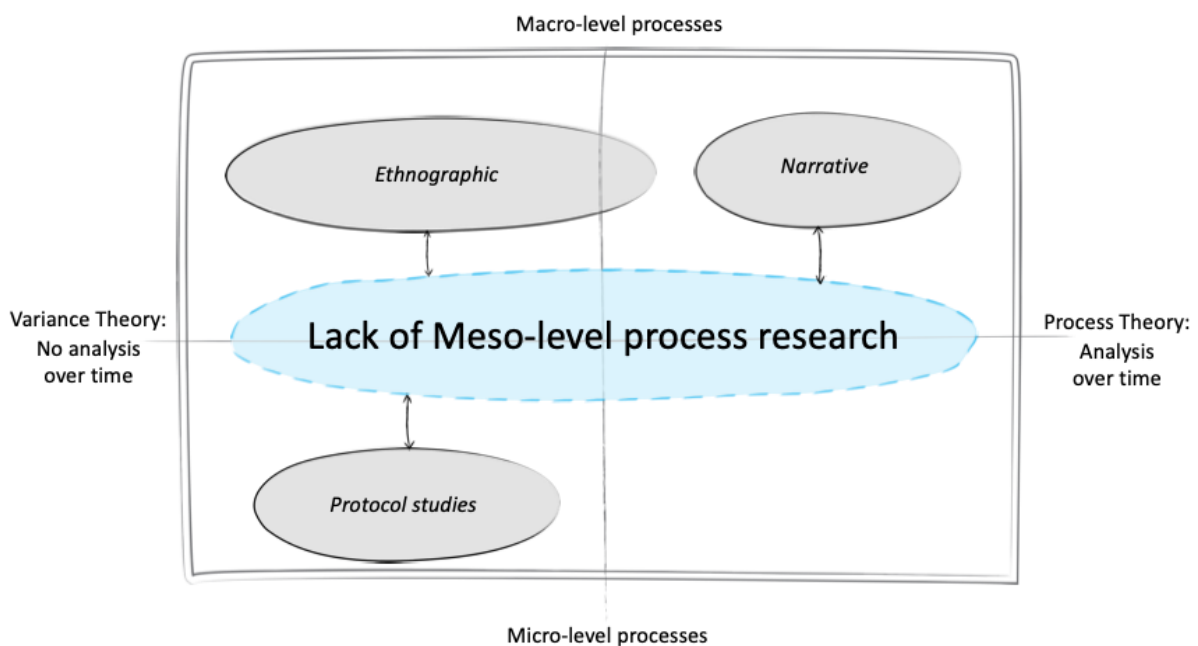 Macro-level processes
Ethnographic
Narrative
Variance Theory:
No analysis
over time
Lack of Meso-level process research
Process Theory:
Analysis
over time
Protocol studies
Micro-level processes